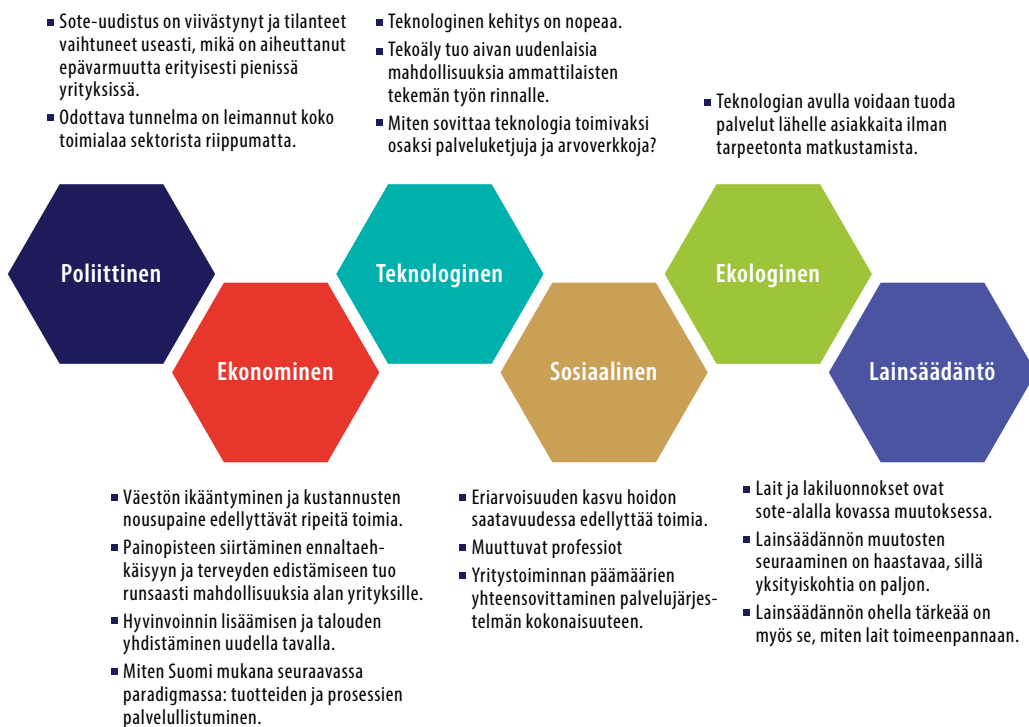 ▪ Sote-uudistus on viivästynyt ja tilanteet
vaihtuneet useasti, mikä on aiheuttanut
epävarmuutta erityisesti pienissä
yrityksissä.
▪ Odottava tunnelma on leimannut koko
toimialaa sektorista riippumatta.
▪ Teknologinen kehitys on nopeaa.
▪ Tekoäly tuo aivan uudenlaisia
mahdollisuuksia ammattilaisten
tekemän työn rinnalle.
▪ Miten sovittaa teknologia toimivaksi
osaksi palveluketjuja ja arvoverkkoja?
▪ Teknologian avulla voidaan tuoda
palvelut lähelle asiakkaita ilman
tarpeetonta matkustamista.
Poliittinen
Teknologinen
Ekologinen
Ekonominen
Sosiaalinen
Lainsäädäntö
▪ Väestön ikääntyminen ja kustannusten
nousupaine edellyttävät ripeitä toimia.
▪ Painopisteen siirtäminen ennaltaeh-
käisyyn ja terveyden edistämiseen tuo
runsaasti mahdollisuuksia alan yrityksille.
▪ Hyvinvoinnin lisäämisen ja talouden
yhdistäminen uudella tavalla.
▪ Miten Suomi mukana seuraavassa
paradigmassa: tuotteiden ja prosessien
palvelullistuminen.
▪ Eriarvoisuuden kasvu hoidon
saatavuudessa edellyttää toimia.
▪ Muuttuvat professiot
▪ Yritystoiminnan päämäärien
yhteensovittaminen palvelujärjes-
telmän kokonaisuuteen.
▪ Lait ja lakiluonnokset ovat
sote-alalla kovassa muutoksessa.
▪ Lainsäädännön muutosten
seuraaminen on haastavaa, sillä
yksityiskohtia on paljon.
▪ Lainsäädännön ohella tärkeää on
myös se, miten lait toimeenpannaan.